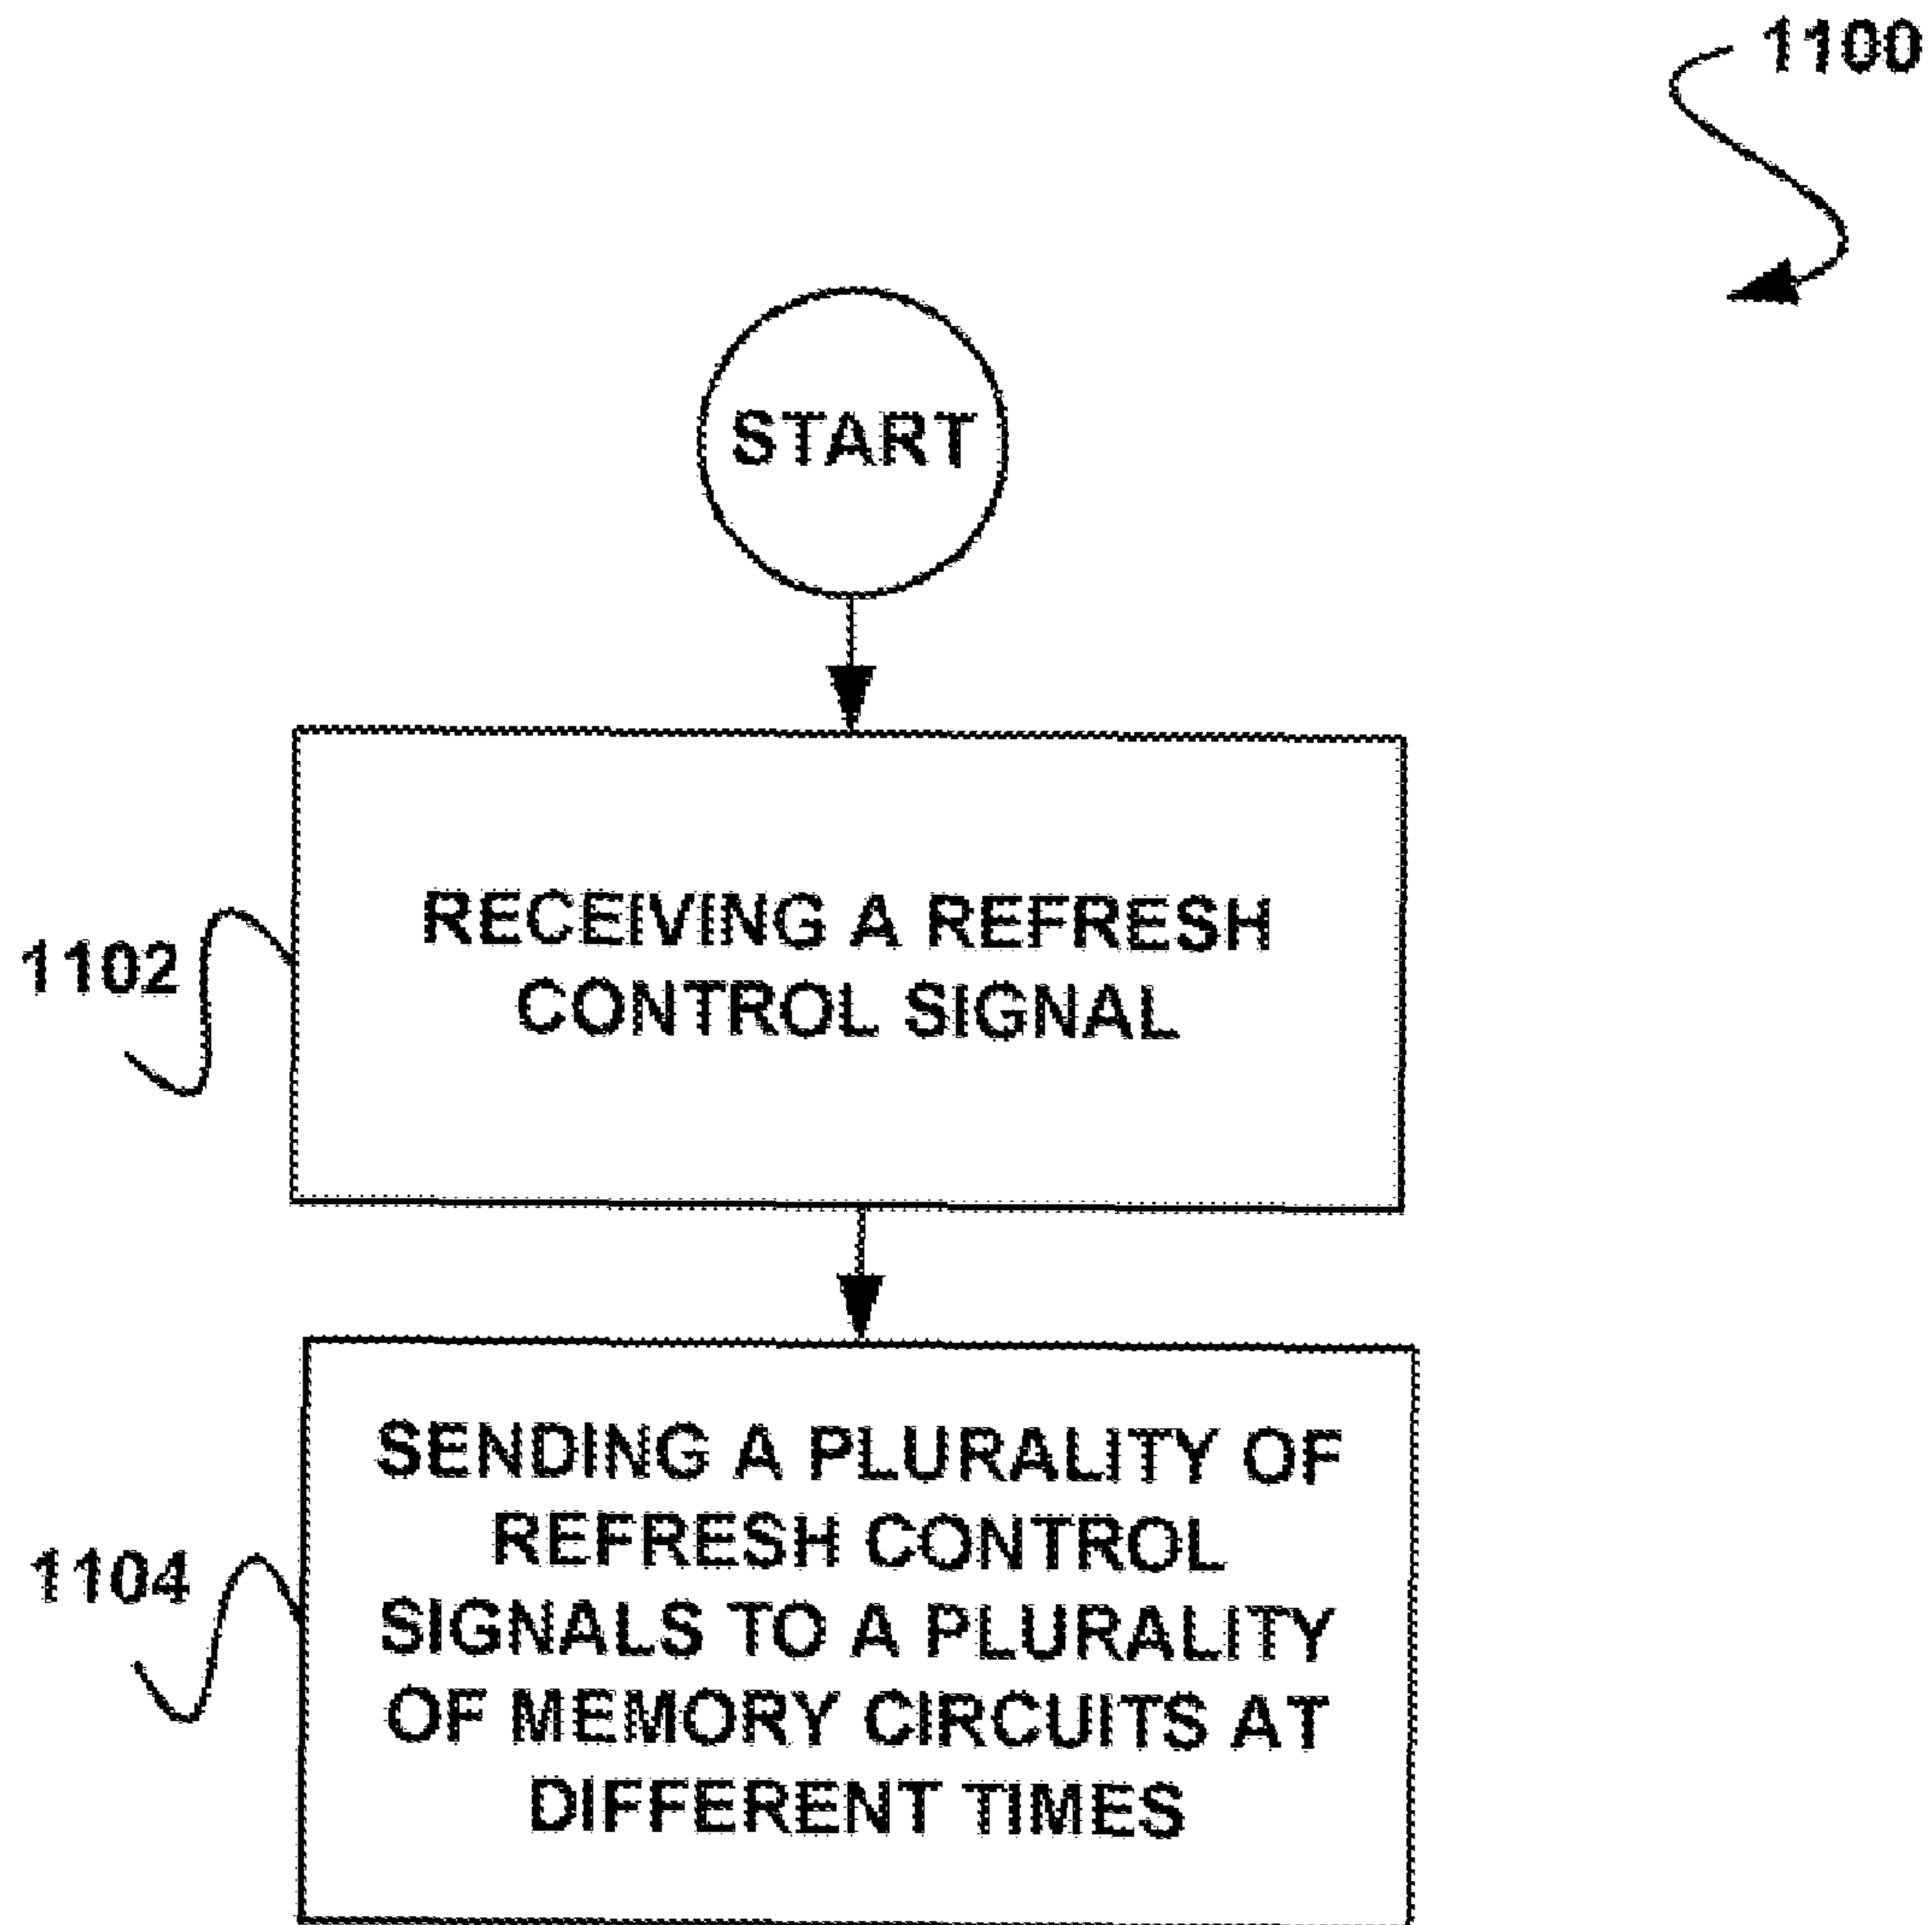 1100
START
1102
RECEIVING A REFRESH
CONTROL SIGNAL
1104
SENDING A PLURALITY OF
REFRESH CONTROL
SIGNALS TO A PLURALITY
OF MEMORY CIRCUITS AT
DIFFERENT TIMES